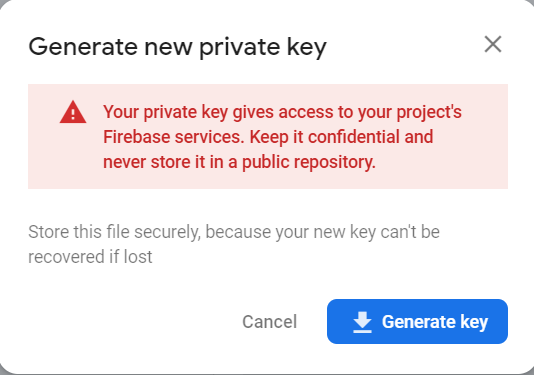 Generate new private key
Your private key gives access to your project's
Firebase services. Keep it confidential and
never store it in a public repository.
Store this file securely, because your new key can't be
recovered if lost
Cancel
Generate key